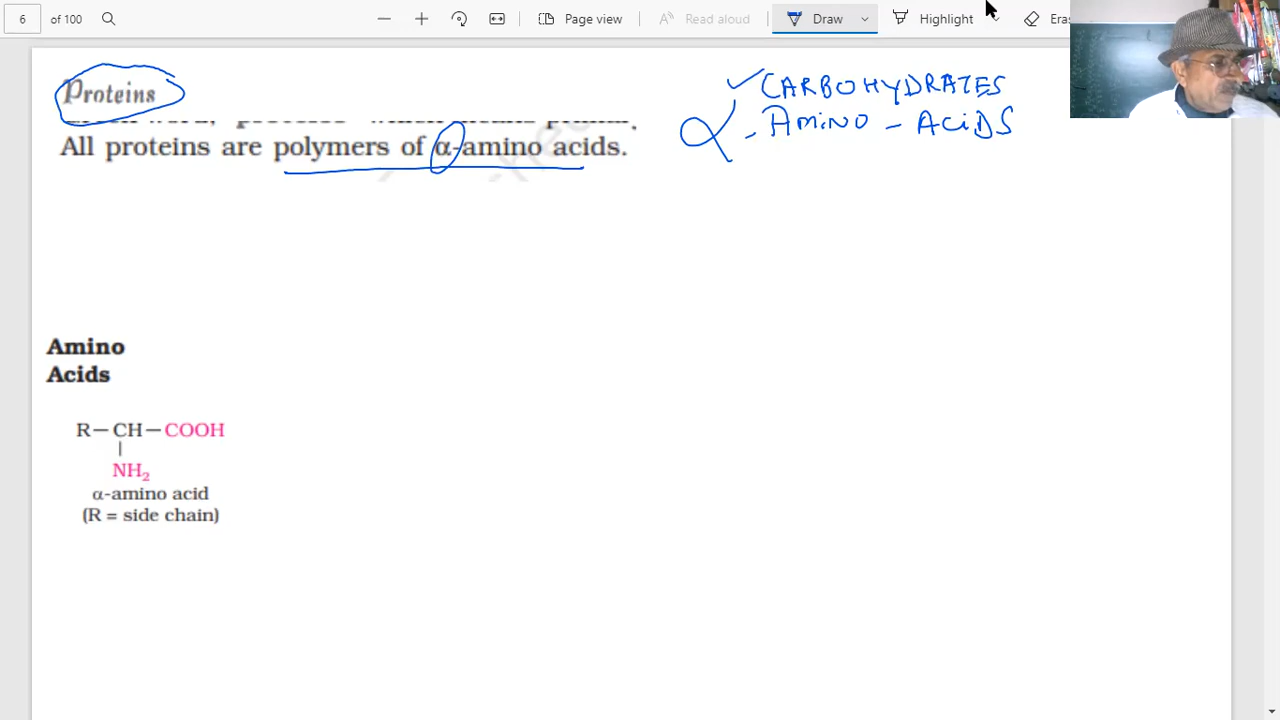 6 of 100 Page view Read aloud Draw Highlight
Proteins
CARBOHYDRATES
α-AMINO-ACIDS
All proteins are polymers of α-amino acids.
Amino
Acids
R—CH—COOH
|
NH₂
α-amino acid
(R = side chain)